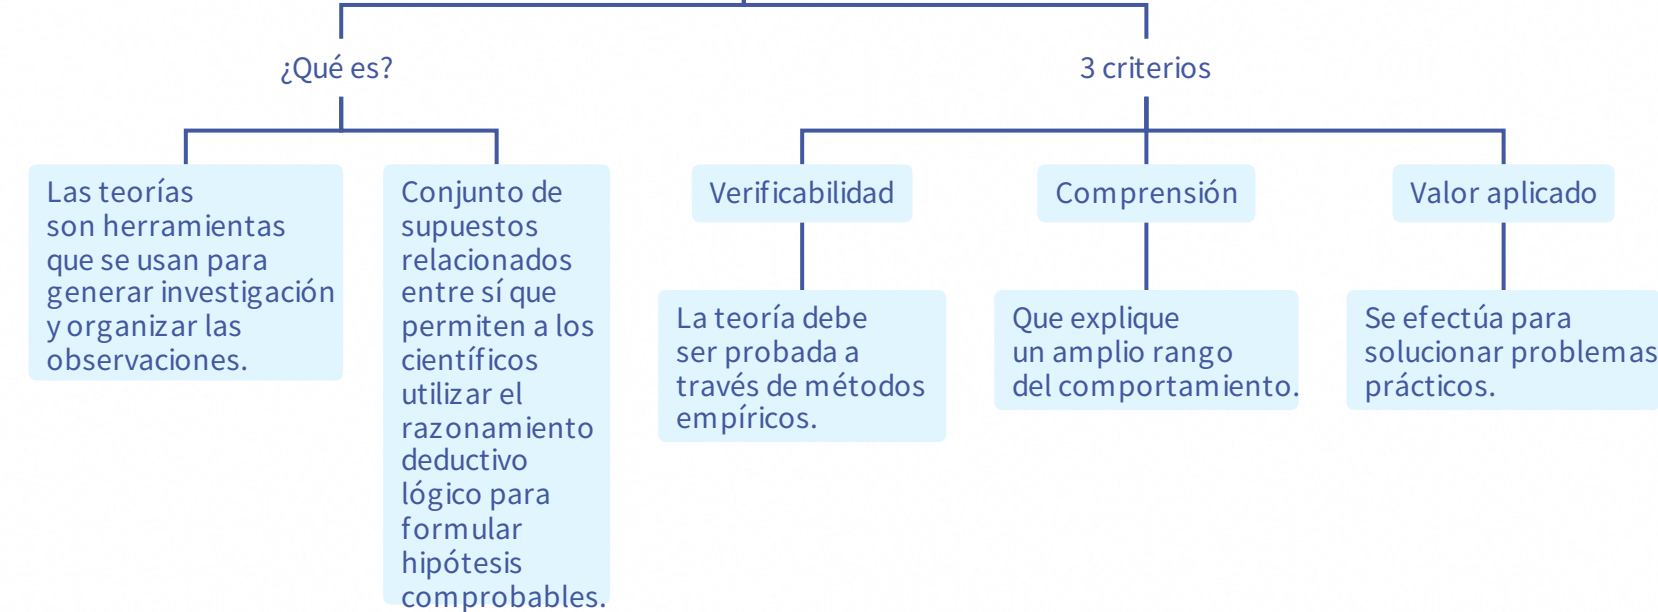 ¿Qué es?
3 criterios
Las teorías
son herramientas
que se usan para
generar investigación
y organizar las
observaciones.
Conjunto de
supuestos
relacionados
entre sí que
permiten a los
científicos
utilizar el
razonamiento
deductivo
lógico para
formular
hipótesis
comprobables.
Verificabilidad
La teoría debe
ser probada a
través de métodos
empíricos.
Comprensión
Que explique
un amplio rango
del comportamiento.
Valor aplicado
Se efectúa para
solucionar problemas
prácticos.